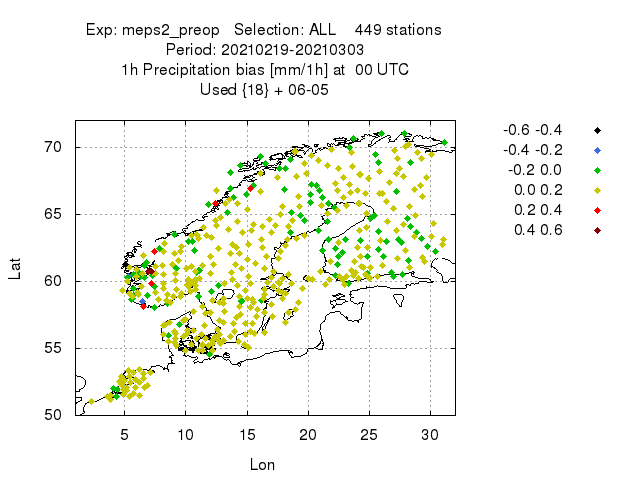 Exp: meps2_preop   Selection: ALL    449 stations
Period: 20210219-20210303
1h Precipitation bias [mm/1h] at  00 UTC
Used {18} + 06-05
-0.6 -0.4
-0.4 -0.2
-0.2 0.0
0.0 0.2
0.2 0.4
0.4 0.6
70
65
60
55
50
Lat
5 10 15 20 25 30
Lon